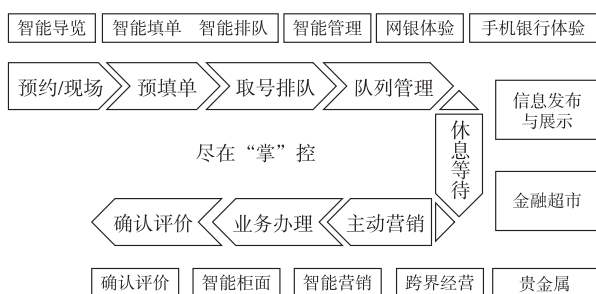 智能导览
智能填单 智能排队
智能管理
网银体验
手机银行体验
预约/现场
预填单
取号排队
队列管理
信息发布
与展示
休息等待
尽在“掌”控
金融超市
确认评价
业务办理
主动营销
确认评价
智能柜面
智能营销
跨界经营
贵金属